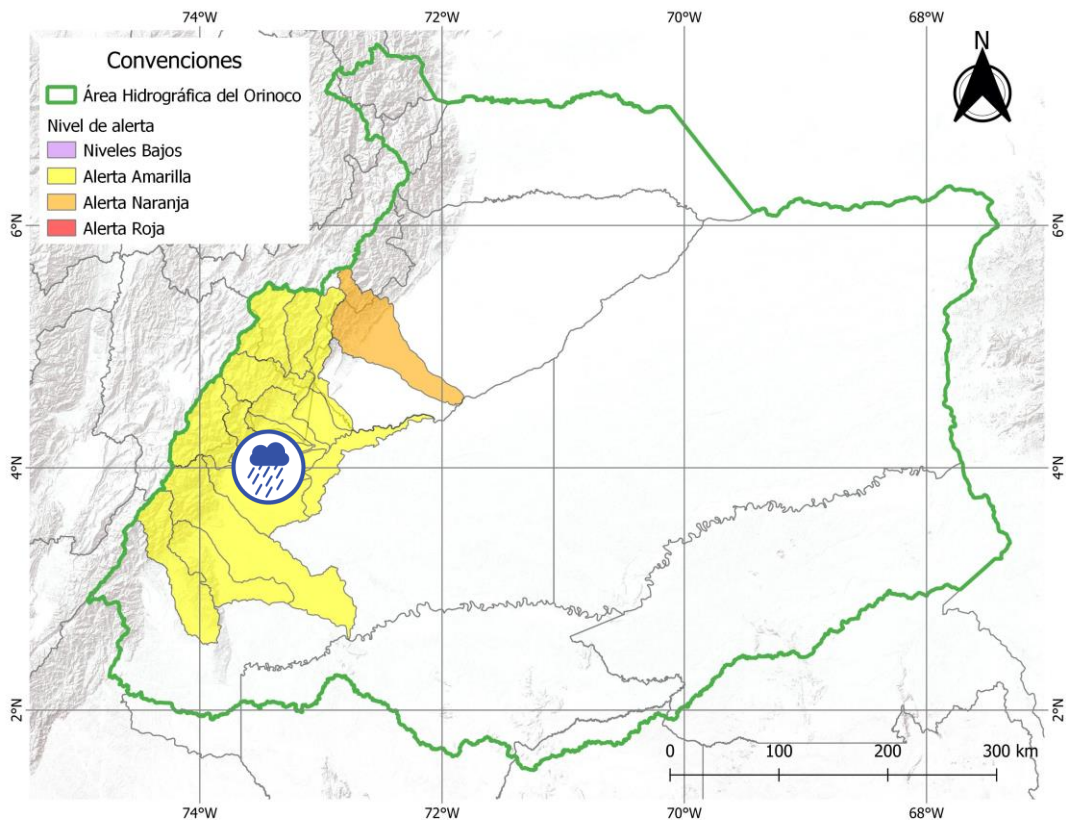 74°W 72°W 70°W 68°W
Convenciones
Área Hidrográfica del Orinoco
Nivel de alerta
Niveles Bajos
Alerta Amarilla
Alerta Naranja
Alerta Roja
N
6°N 6°N
4°N 4°N
2°N 2°N
0 100 200 300 km
74°W 72°W 70°W 68°W